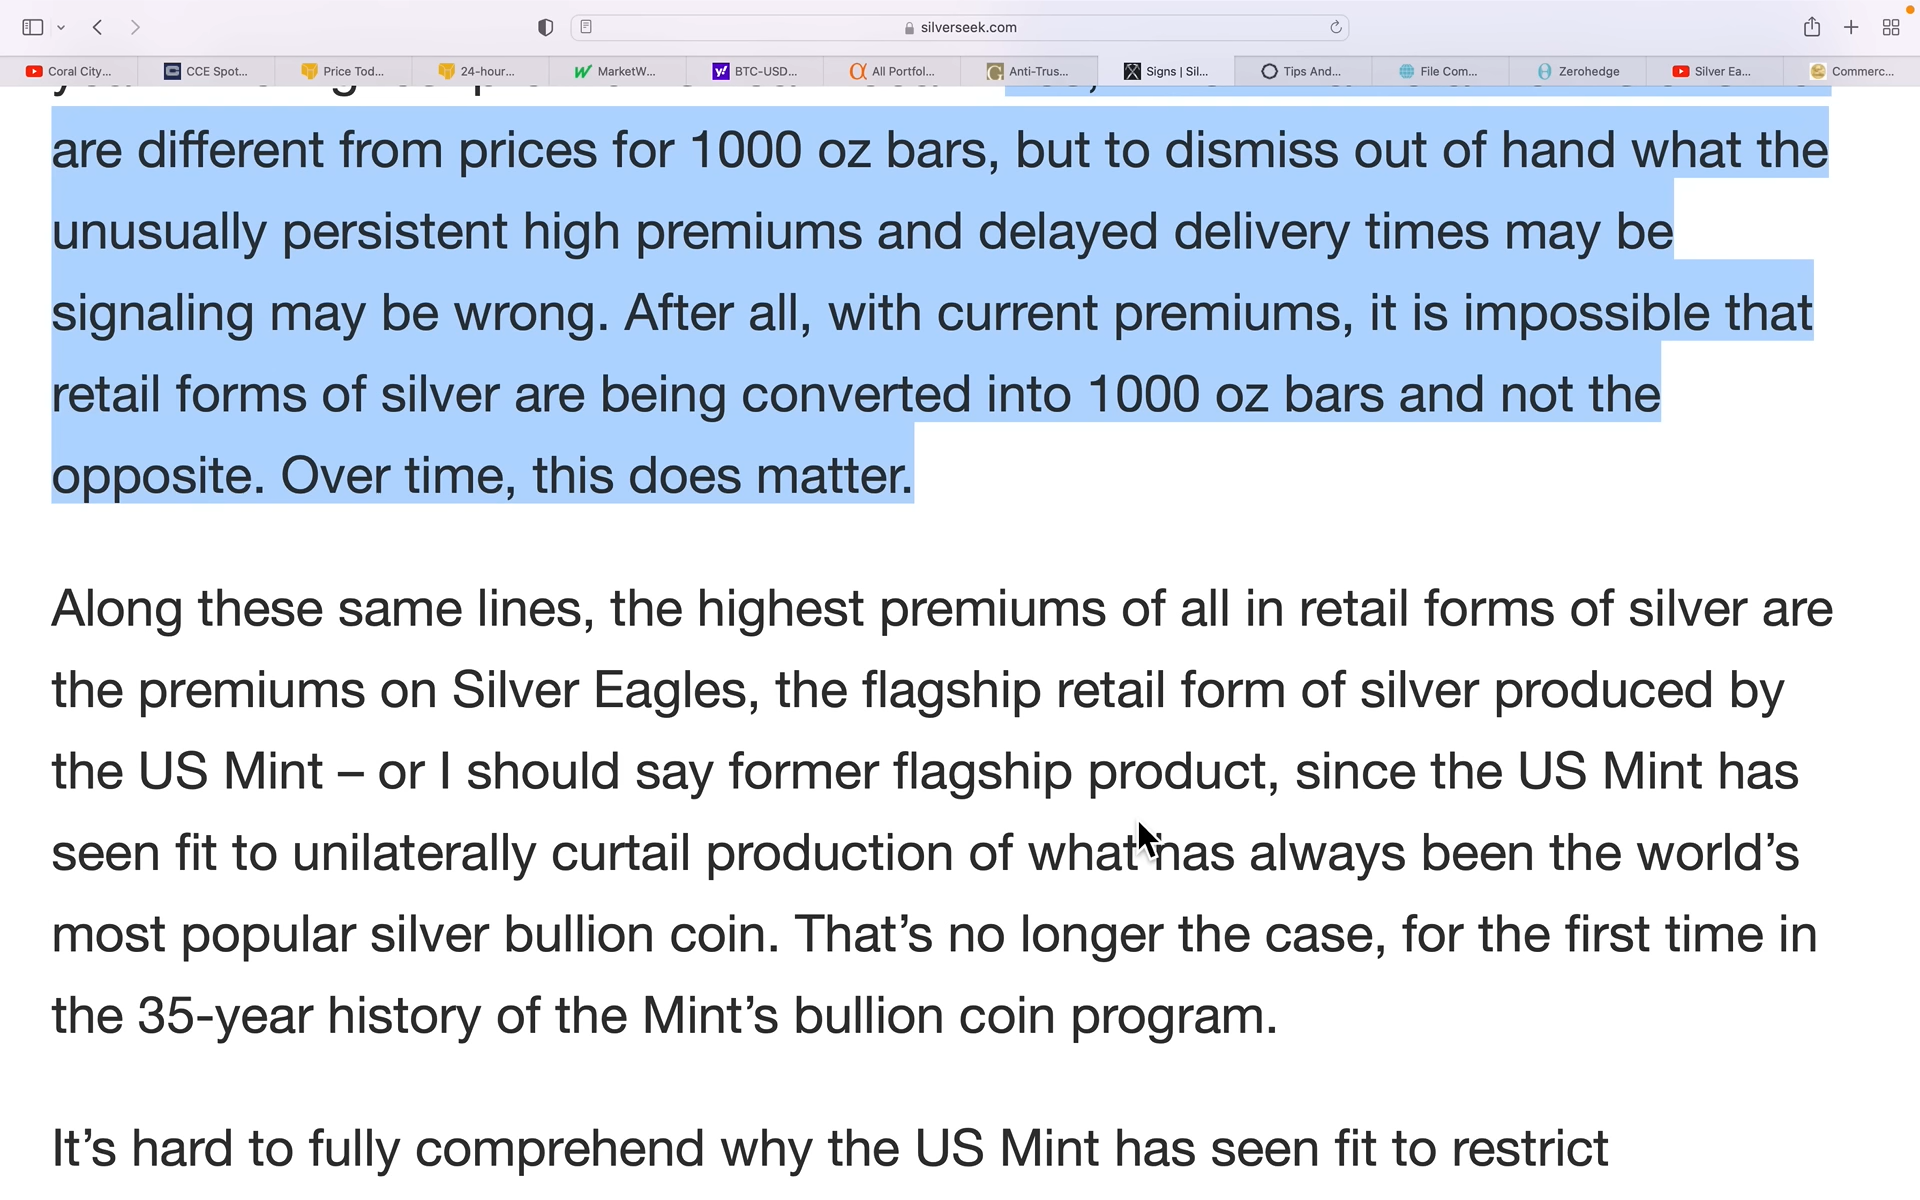 silverseek.com
Coral City...
CCE Spot...
Price Tod...
24-hour...
MarketW...
BTC-USD...
All Portfol...
Anti-Trus...
Signs | Sil...
Tips And...
File Com...
Zerohedge
Silver Ea...
Commerc...
are different from prices for 1000 oz bars, but to dismiss out of hand what the
unusually persistent high premiums and delayed delivery times may be
signaling may be wrong. After all, with current premiums, it is impossible that
retail forms of silver are being converted into 1000 oz bars and not the
opposite. Over time, this does matter.
Along these same lines, the highest premiums of all in retail forms of silver are
the premiums on Silver Eagles, the flagship retail form of silver produced by
the US Mint – or I should say former flagship product, since the US Mint has
seen fit to unilaterally curtail production of what has always been the world’s
most popular silver bullion coin. That’s no longer the case, for the first time in
the 35-year history of the Mint’s bullion coin program.
It’s hard to fully comprehend why the US Mint has seen fit to restrict